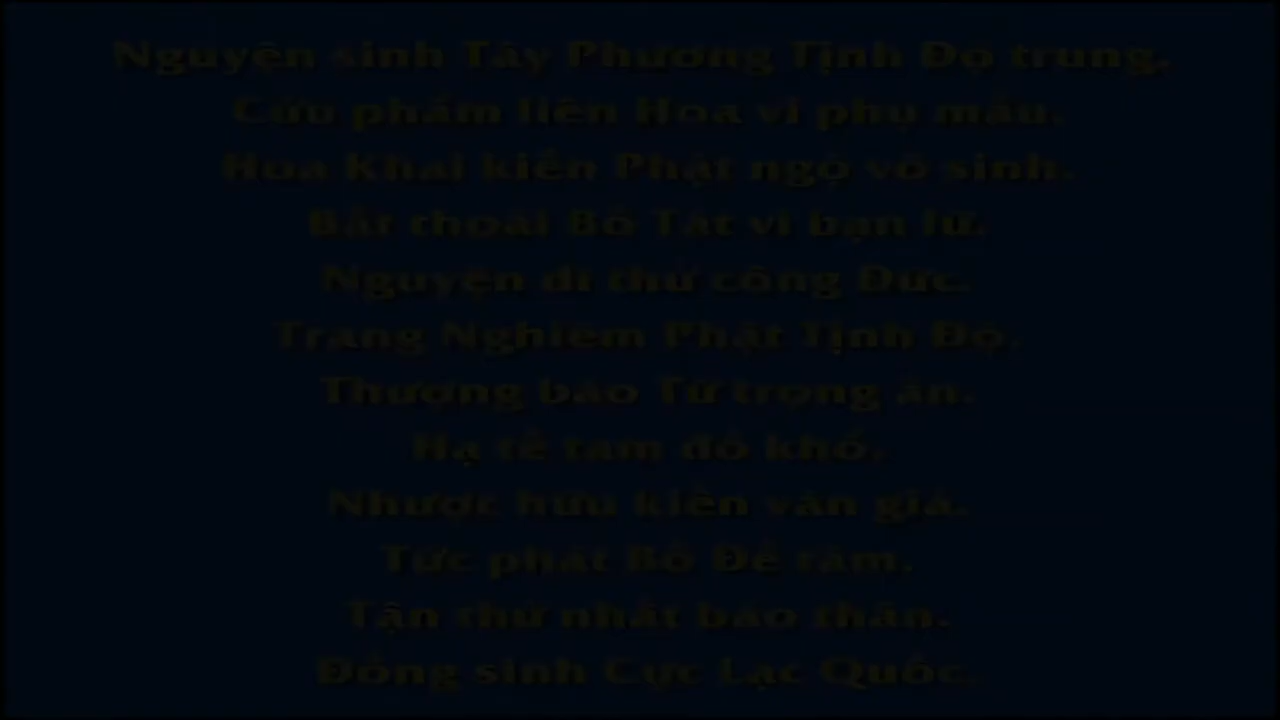 Nguyện sinh Tây Phương Tịnh Độ trung.
Cửu phẩm liên Hoa vi phụ mẫu.
Hoa Khai kiến Phật ngộ vô sinh.
Bất thoái Bồ Tát vi bạn lữ.
Nguyện dĩ thử công Đức.
Trang Nghiêm Phật Tịnh Độ.
Thượng báo Tứ trọng ân.
Hạ tế tam đồ khổ.
Nhược hữu kiến văn giả.
Tức phát Bồ Đề tâm.
Tận thử nhất báo thân.
Đồng sinh Cực Lạc Quốc.